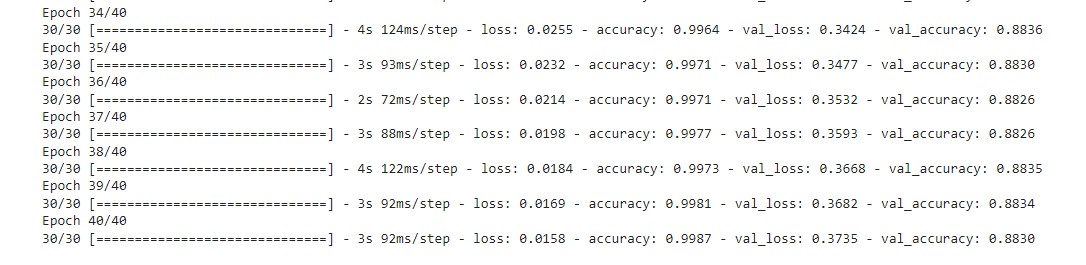 Epoch 34/40
30/30 [==============================] - 4s 124ms/step - loss: 0.0255 - accuracy: 0.9964 - val_loss: 0.3424 - val_accuracy: 0.8836
Epoch 35/40
30/30 [==============================] - 3s 93ms/step - loss: 0.0232 - accuracy: 0.9971 - val_loss: 0.3477 - val_accuracy: 0.8830
Epoch 36/40
30/30 [==============================] - 2s 72ms/step - loss: 0.0214 - accuracy: 0.9971 - val_loss: 0.3532 - val_accuracy: 0.8826
Epoch 37/40
30/30 [==============================] - 3s 88ms/step - loss: 0.0198 - accuracy: 0.9977 - val_loss: 0.3593 - val_accuracy: 0.8826
Epoch 38/40
30/30 [==============================] - 4s 122ms/step - loss: 0.0184 - accuracy: 0.9973 - val_loss: 0.3668 - val_accuracy: 0.8835
Epoch 39/40
30/30 [==============================] - 3s 92ms/step - loss: 0.0169 - accuracy: 0.9981 - val_loss: 0.3682 - val_accuracy: 0.8834
Epoch 40/40
30/30 [==============================] - 3s 92ms/step - loss: 0.0158 - accuracy: 0.9987 - val_loss: 0.3735 - val_accuracy: 0.8830